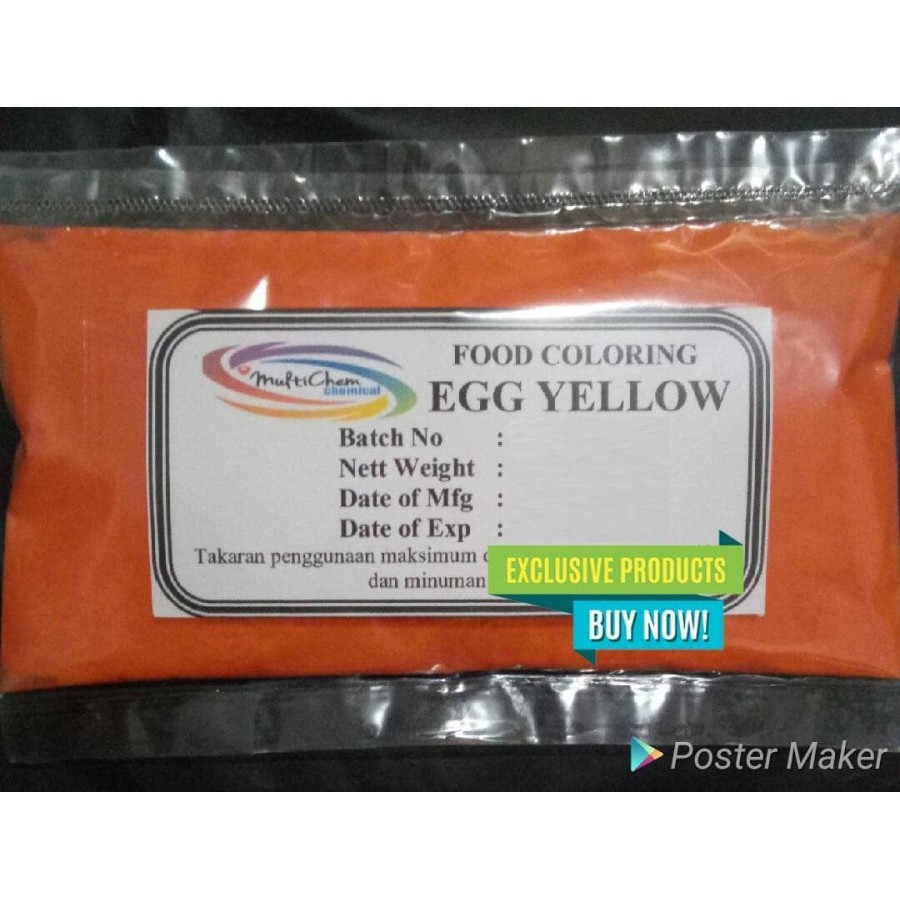 MultiChem
chemical
FOOD COLORING
EGG YELLOW
Batch No :
Nett Weight :
Date of Mfg :
Date of Exp :
Takaran penggunaan maksimum
dan minuman
EXCLUSIVE PRODUCTS
BUY NOW!
Poster Maker